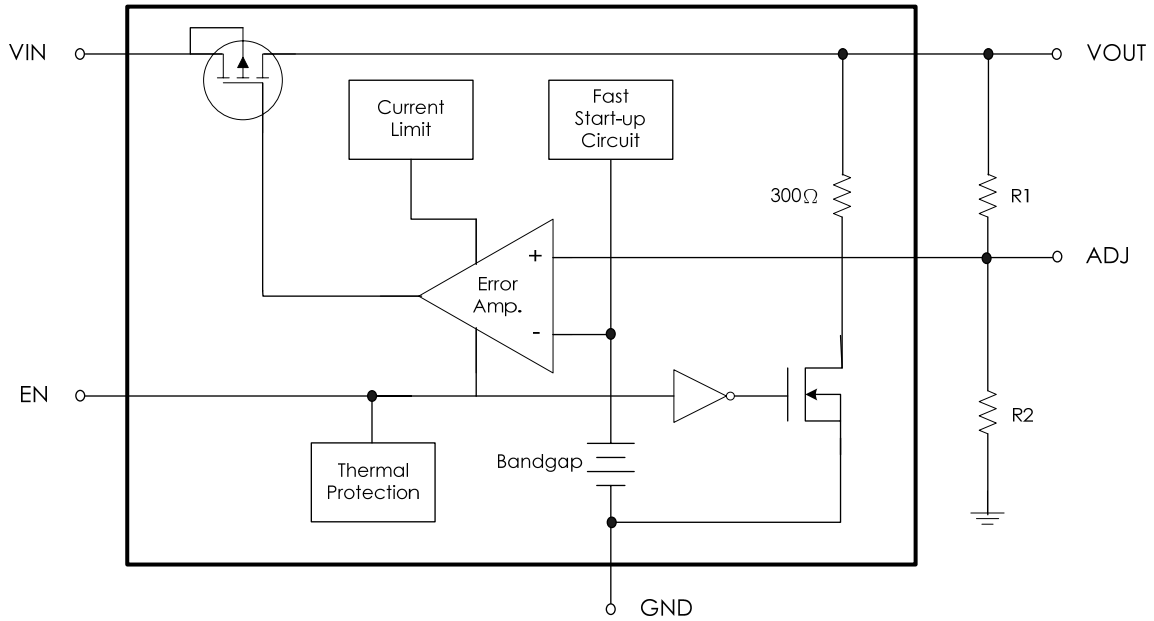 VIN
VOUT
Current
Limit
Fast
Start-up
Circuit
300Ω
R1
+
ADJ
Error
Amp.
-
EN
R2
Thermal
Protection
Bandgap
GND